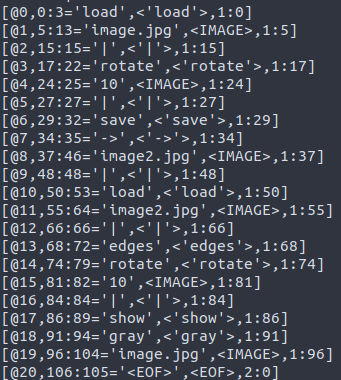 [@0,0:3='load',<'load'>,1:0]
[@1,5:13='image.jpg',<IMAGE>,1:5]
[@2,15:15='|',<'|'>,1:15]
[@3,17:22='rotate',<'rotate'>,1:17]
[@4,24:25='10',<IMAGE>,1:24]
[@5,27:27='|',<'|'>,1:27]
[@6,29:32='save',<'save'>,1:29]
[@7,34:35='->',<'->'>,1:34]
[@8,37:46='image2.jpg',<IMAGE>,1:37]
[@9,48:48='|',<'|'>,1:48]
[@10,50:53='load',<'load'>,1:50]
[@11,55:64='image2.jpg',<IMAGE>,1:55]
[@12,66:66='|',<'|'>,1:66]
[@13,68:72='edges',<'edges'>,1:68]
[@14,74:79='rotate',<'rotate'>,1:74]
[@15,81:82='10',<IMAGE>,1:81]
[@16,84:84='|',<'|'>,1:84]
[@17,86:89='show',<'show'>,1:86]
[@18,91:94='gray',<'gray'>,1:91]
[@19,96:104='image.jpg',<IMAGE>,1:96]
[@20,106:105='<EOF>',<EOF>,2:0]